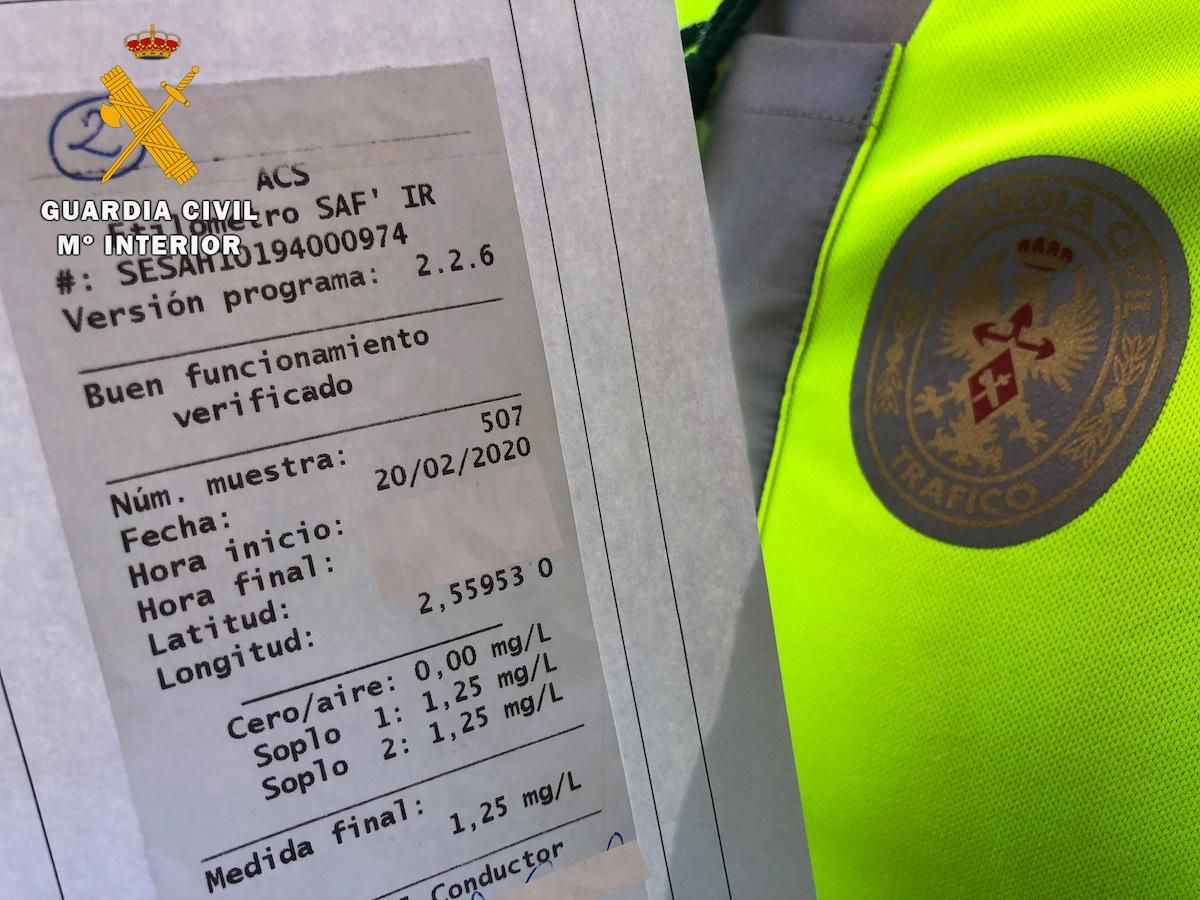 2
ACS
GUARDIA CIVIL
Mº INTERIOR
Etilómetro SAF' IR
#: SESAH10194000974
Versión programa: 2.2.6
Buen funcionamiento
verificado
Núm. muestra: 507
Fecha: 20/02/2020
Hora inicio:
Hora final:
Latitud:
Longitud: 2,55953 O
Cero/aire: 0,00 mg/L
Soplo 1: 1,25 mg/L
Soplo 2: 1,25 mg/L
Medida final: 1,25 mg/L
Conductor
GUARDIA CIVIL
TRAFICO